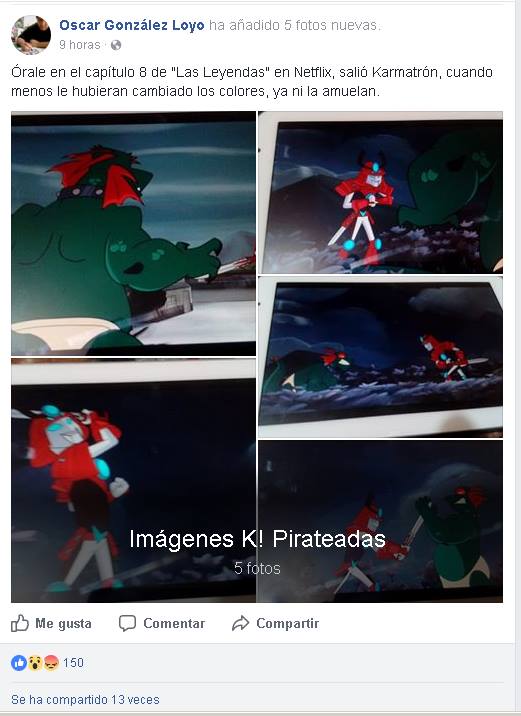 Oscar González Loyo ha añadido 5 fotos nuevas.
9 horas ·
Órale en el capítulo 8 de "Las Leyendas" en Netflix, salió Karmatrón, cuando
menos le hubieran cambiado los colores, ya ni la amuelan.
Imágenes K! Pirateadas
5 fotos
Me gusta Comentar Compartir
150
Se ha compartido 13 veces